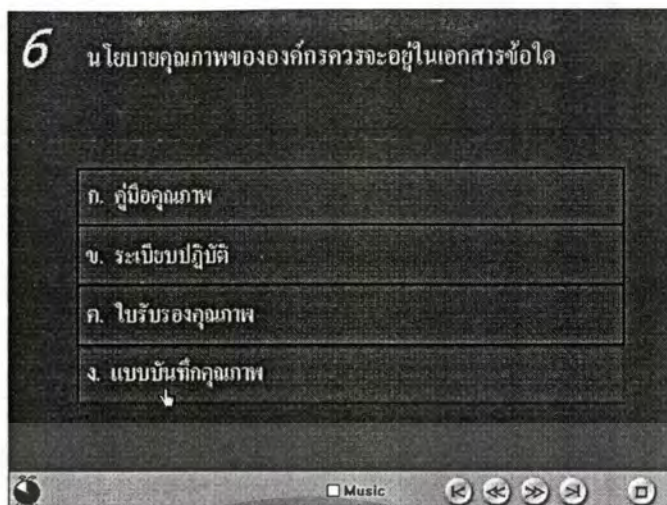 6 นโยบายคุณภาพขององค์กรควรจะอยู่ในเอกสารข้อใด
ก. คู่มือคุณภาพ
ข. ระเบียบปฏิบัติ
ค. ใบรับรองคุณภาพ
ง. แบบบันทึกคุณภาพ
Music